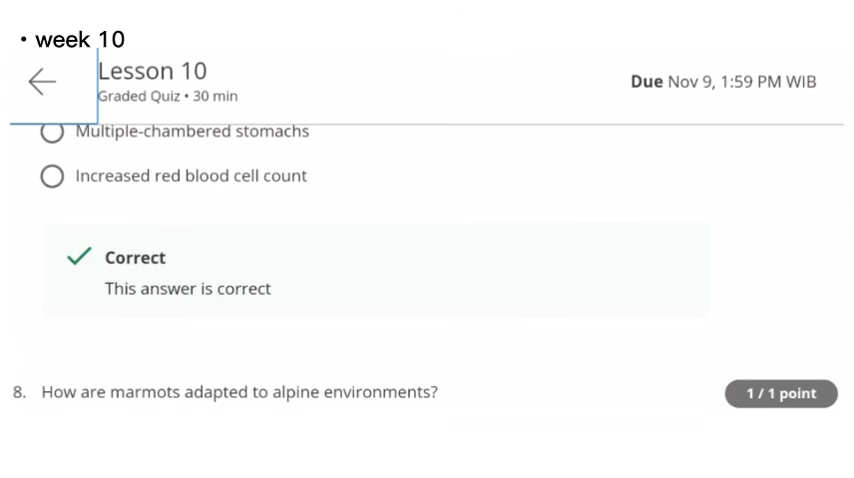 • week 10
Lesson 10
Graded Quiz • 30 min
Due Nov 9, 1:59 PM WIB
Multiple-chambered stomachs
Increased red blood cell count
Correct
This answer is correct
8. How are marmots adapted to alpine environments?
1 / 1 point